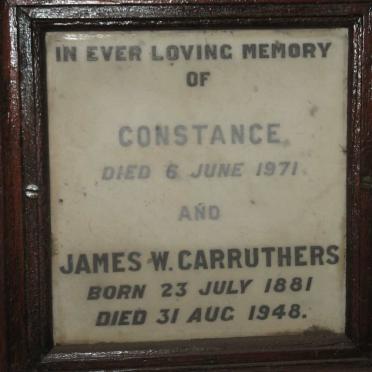 IN EVER LOVING MEMORY
OF
CONSTANCE
DIED 6 JUNE 1971
AND
JAMES W. CARRUTHERS
BORN 23 JULY 1881
DIED 31 AUG 1948.